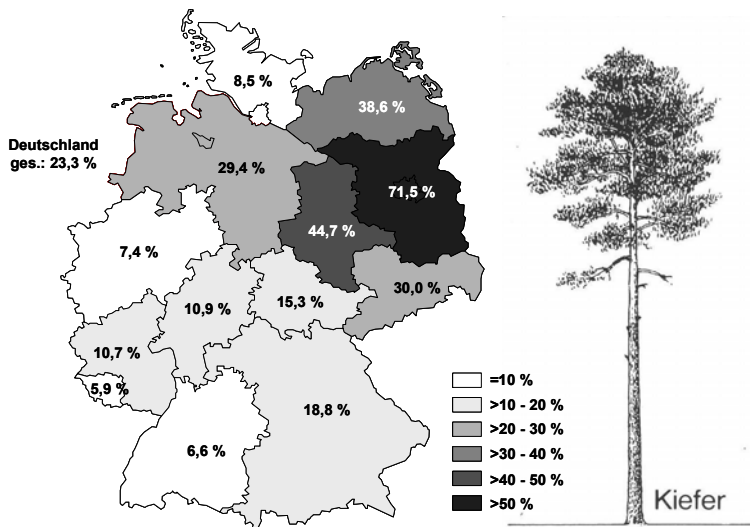 8,5 %
38,6 %
Deutschland
ges.: 23,3 %
29,4 %
71,5 %
44,7 %
7,4 %
30,0 %
10,9 %
15,3 %
10,7 %
5,9 %
18,8 %
6,6 %
=10 %
>10 - 20 %
>20 - 30 %
>30 - 40 %
>40 - 50 %
>50 %
Kiefer